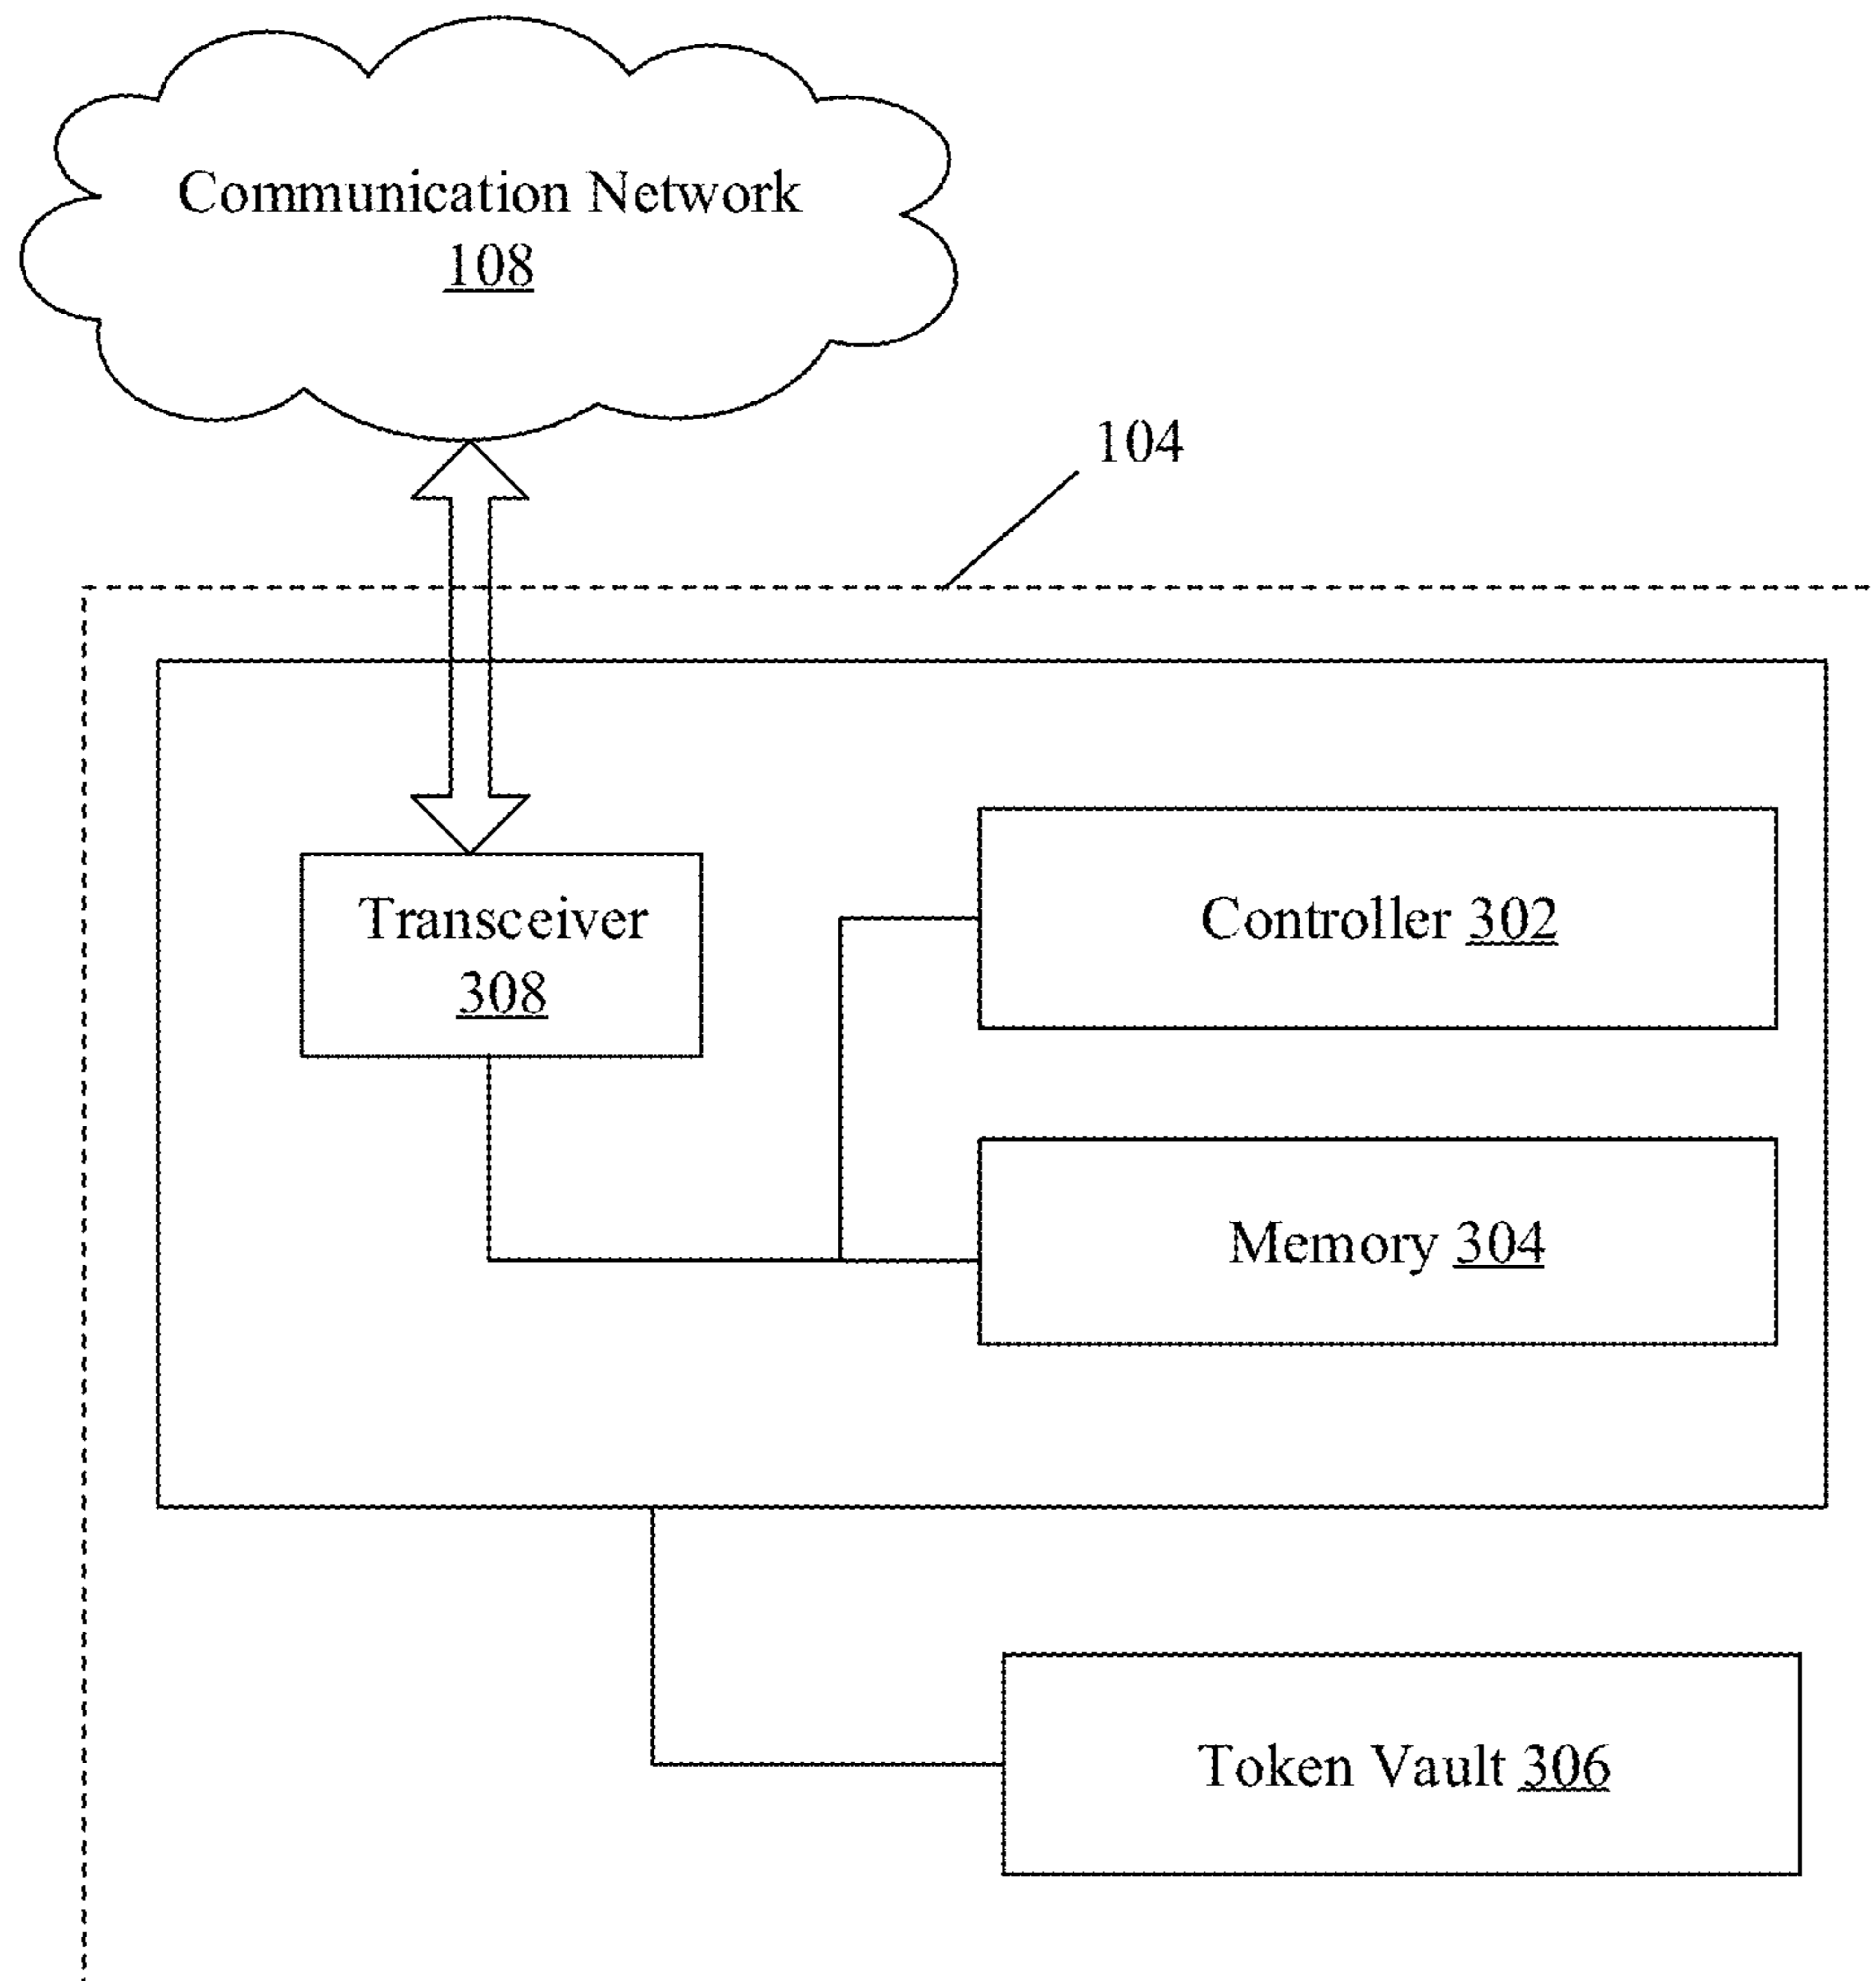 Communication Network
108
104
Transceiver
308
Controller 302
Memory 304
Token Vault 306